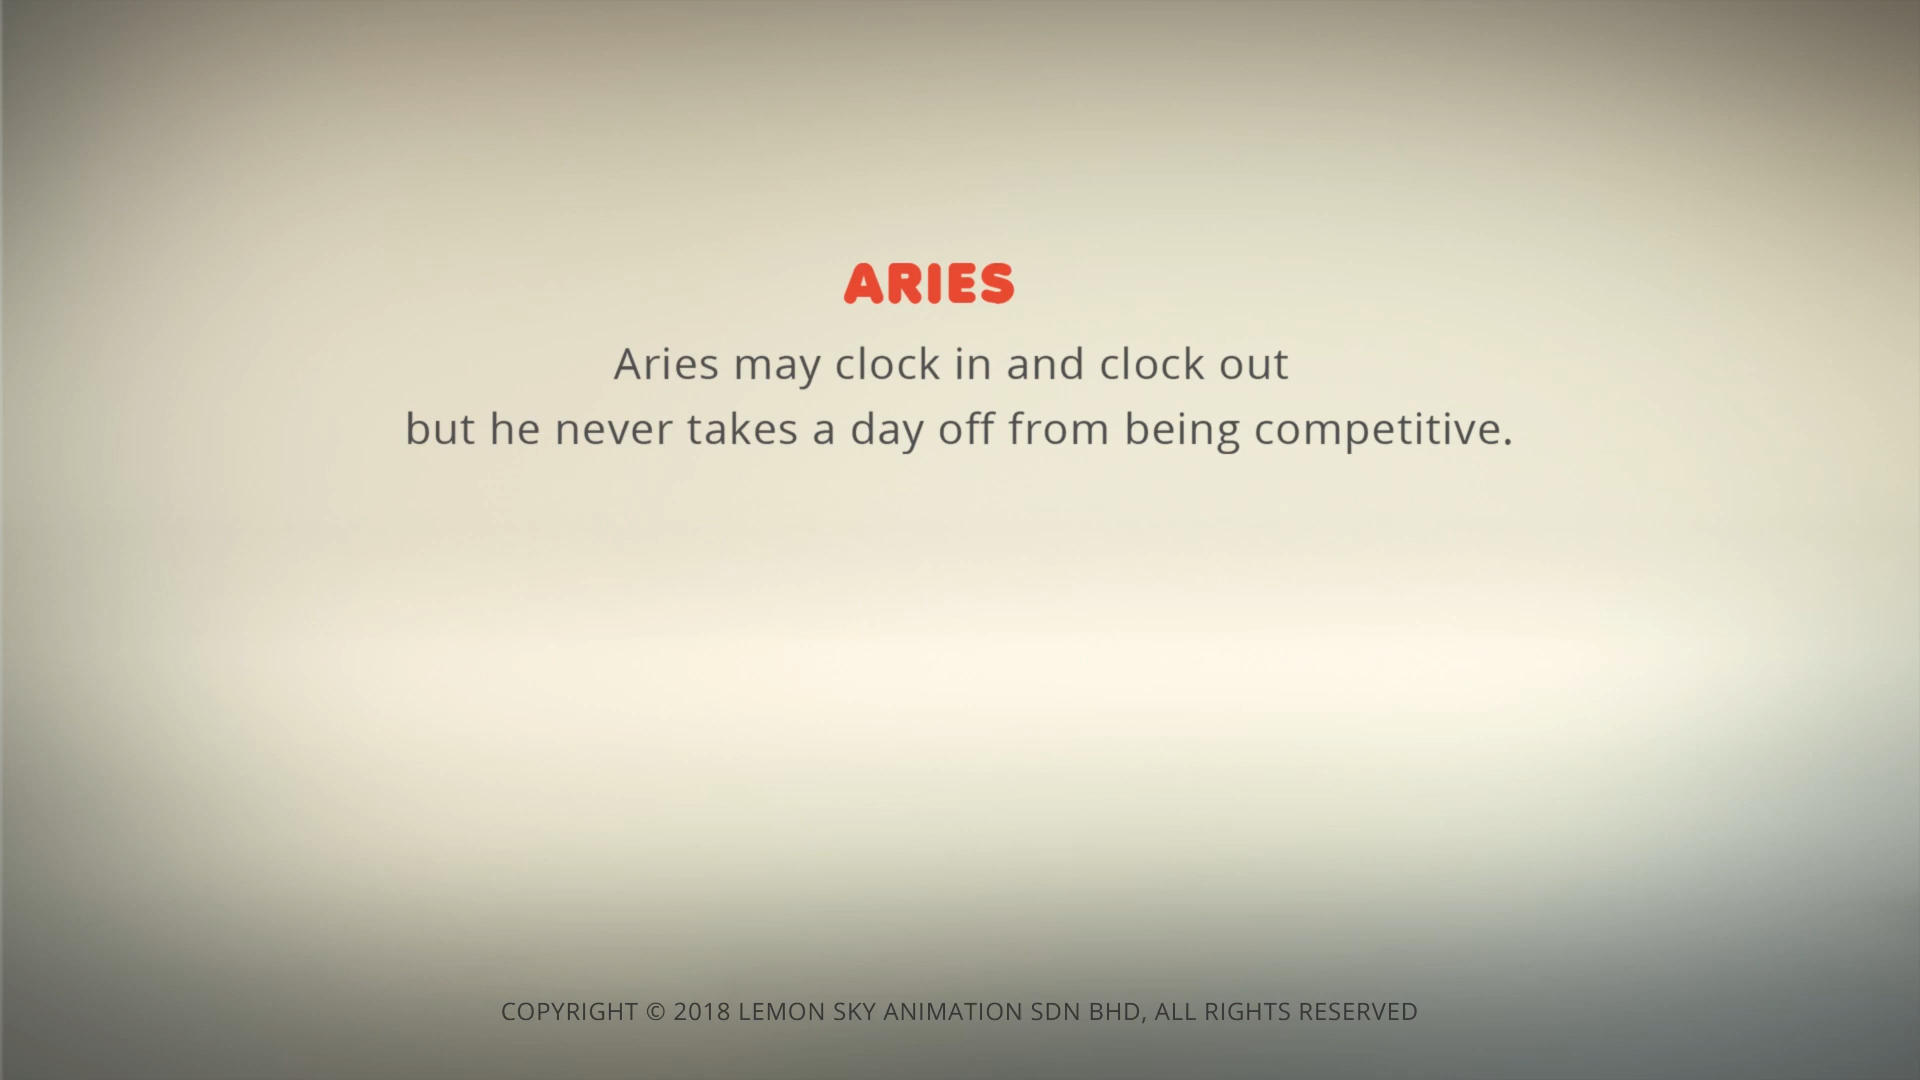 ARIES
Aries may clock in and clock out
but he never takes a day off from being competitive.
COPYRIGHT © 2018 LEMON SKY ANIMATION SDN BHD, ALL RIGHTS RESERVED